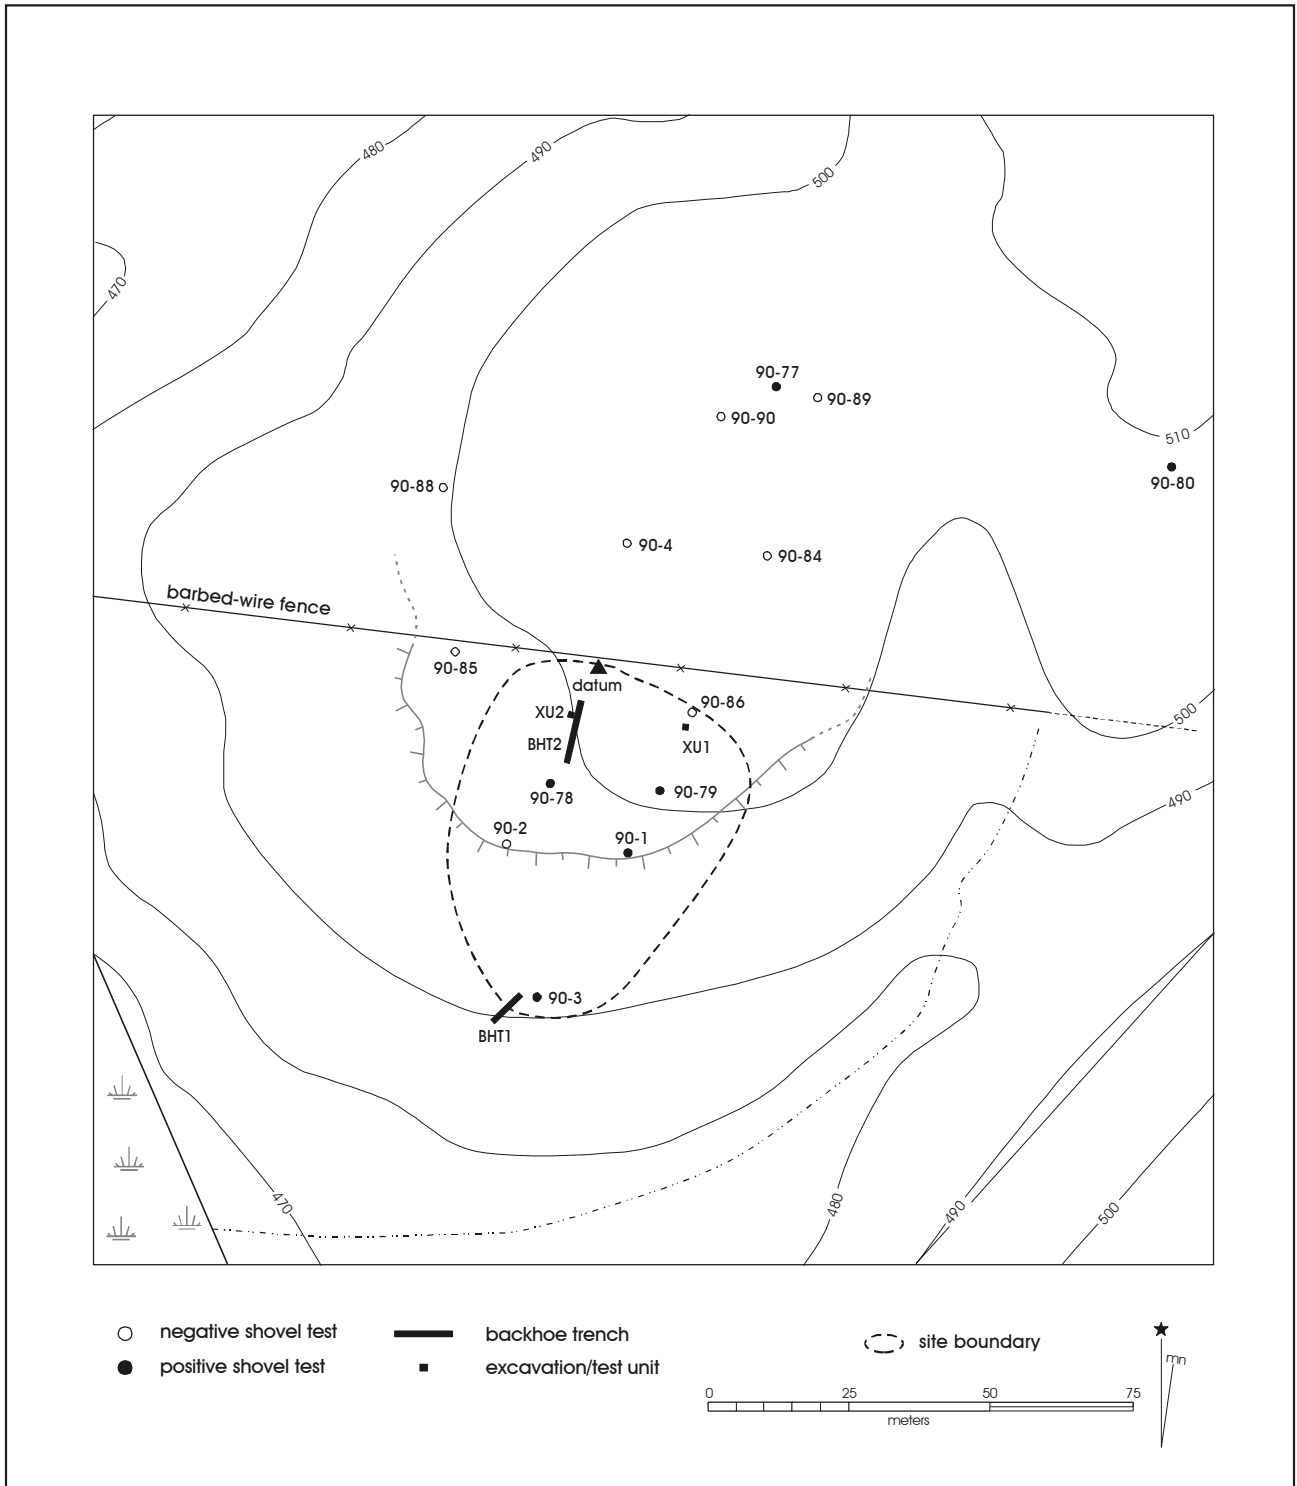 480
490
500
470
90-77
90-89
90-90
510
90-80
90-88
90-4
90-84
barbed-wire fence
90-85
datum
90-86
XU2
500
BHT2
XU1
90-78
90-79
490
90-2
90-1
90-3
BHT1
470
480
490
500
negative shovel test
backhoe trench
site boundary
positive shovel test
excavation/test unit
mn
0 25 50 75
meters